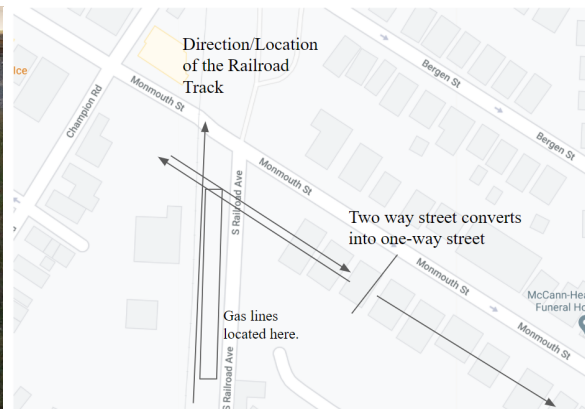 Direction/Location
of the Railroad
Track
Ice
Champion Rd
Monmouth St
Bergen St
Bergen St
Monmouth St
S Railroad Ave
Two way street converts
into one-way street
Monmouth St
McCann-Hea
Funeral Ho
Gas lines
located here.
Monmouth St
S Railroad Ave